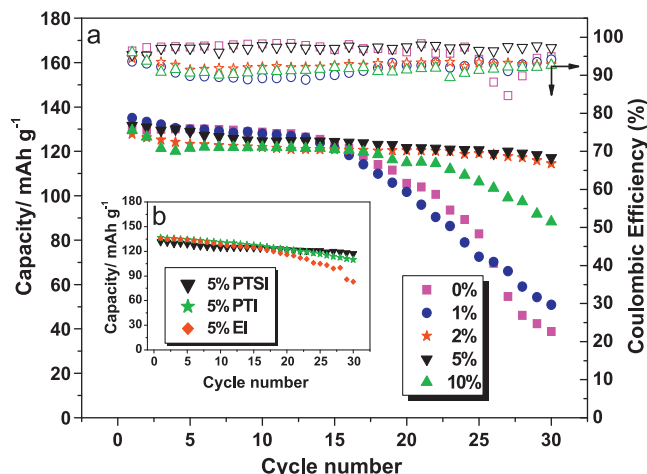 a
Capacity/ mAh g⁻¹
180
160
140
120
100
80
60
40
20
0
0 5 10 15 20 25 30
Cycle number
Coulombic Efficiency (%)
100
90
80
70
60
50
40
30
20
10
0
0%
1%
2%
5%
10%
b
Capacity/ mAh g⁻¹
180
150
120
90
60
30
0
0 5 10 15 20 25 30
Cycle number
5% PTSI
5% PTI
5% EI